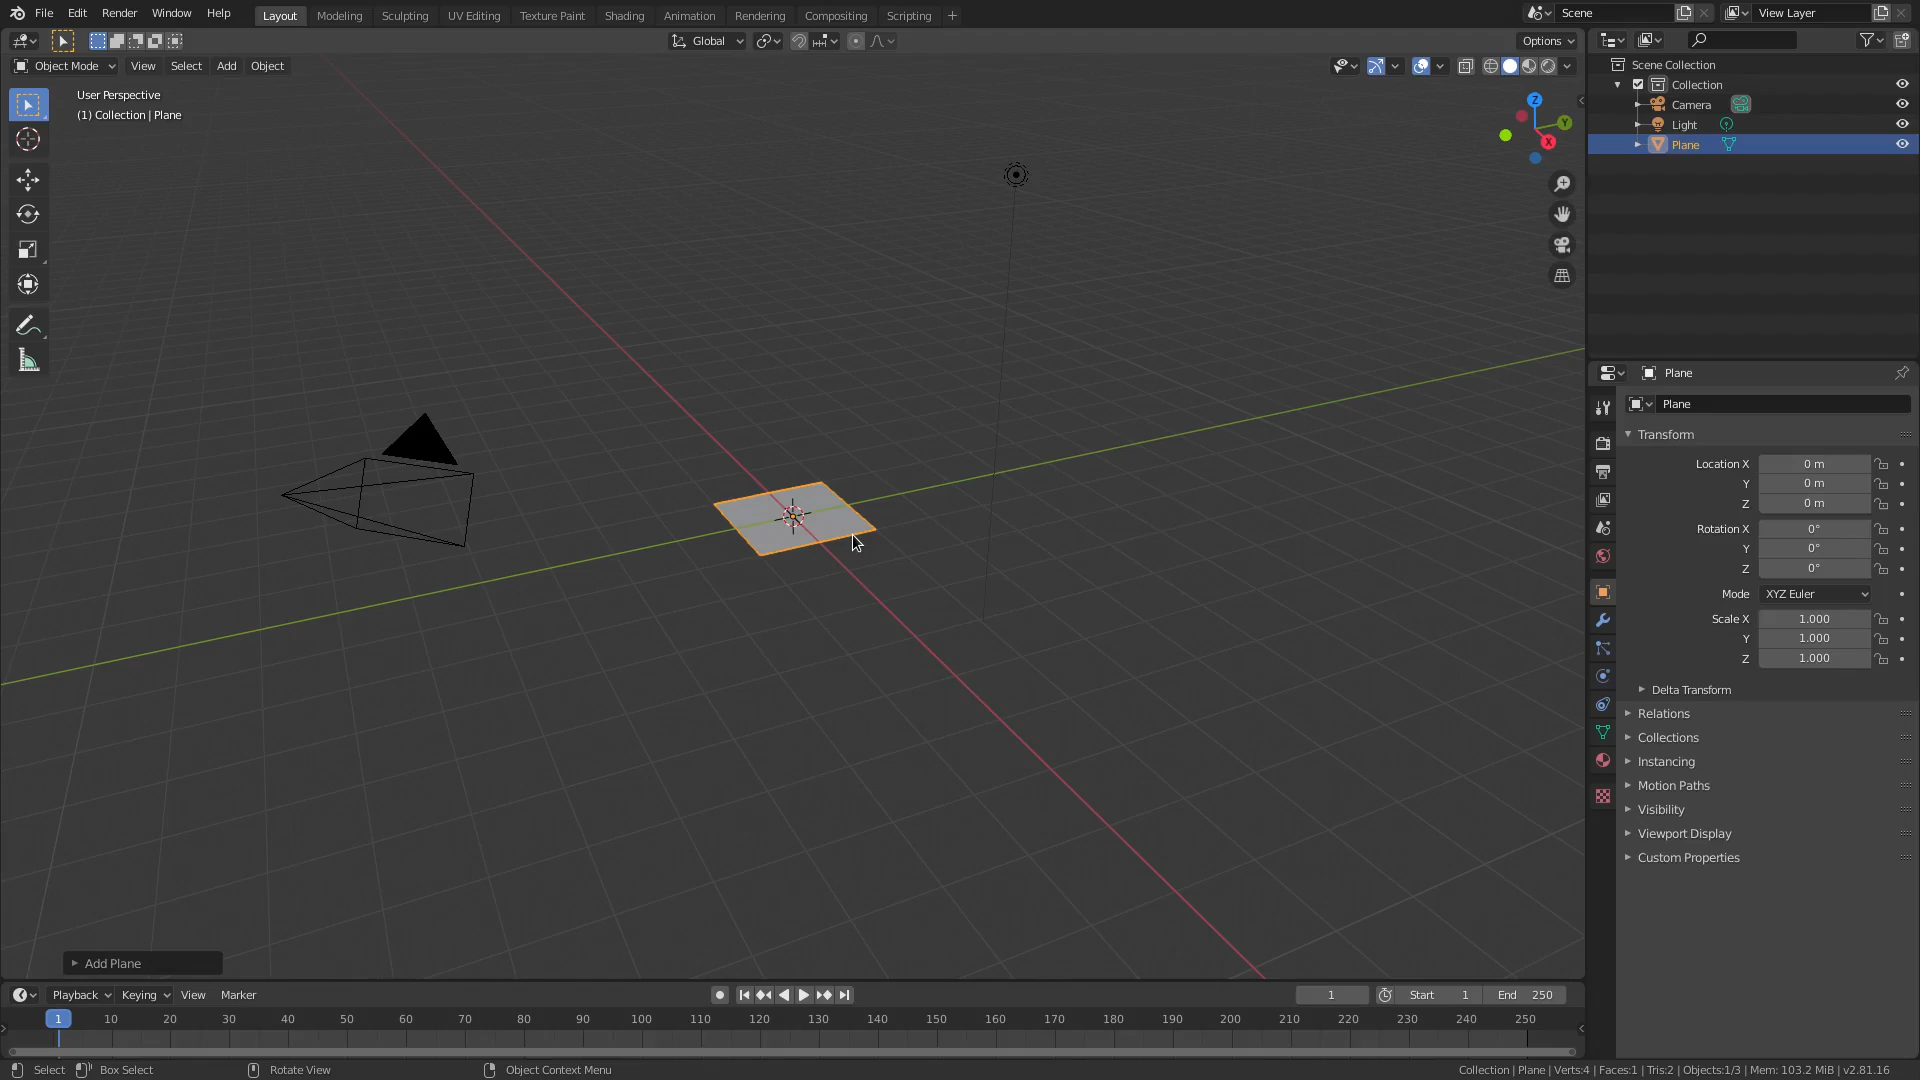 File Edit Render Window Help Layout Modeling Sculpting UV Editing Texture Paint Shading Animation Rendering Compositing Scripting + Scene View Layer
Global Options
Object Mode View Select Add Object
User Perspective
(1) Collection | Plane
Z
Y
X
Scene Collection
Collection
Camera
Light
Plane
Plane
Plane
Transform
Location X 0 m
Y 0 m
Z 0 m
Rotation X 0°
Y 0°
Z 0°
Mode XYZ Euler
Scale X 1.000
Y 1.000
Z 1.000
Delta Transform
Relations
Collections
Instancing
Motion Paths
Visibility
Viewport Display
Custom Properties
Add Plane
Playback Keying View Marker 1 Start 1 End 250
1 10 20 30 40 50 60 70 80 90 100 110 120 130 140 150 160 170 180 190 200 210 220 230 240 250
Select Box Select Rotate View Object Context Menu Collection | Plane | Verts:4 | Faces:1 | Tris:2 | Objects:1/3 | Mem: 103.2 MiB | v2.81.16